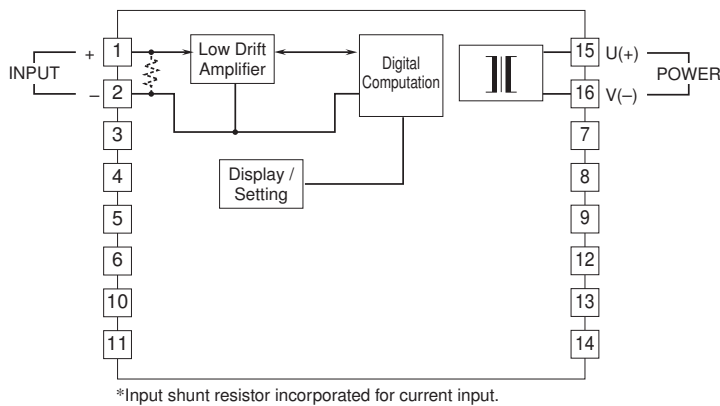 INPUT
+ 1
– 2
3
4
5
6
10
11
Low Drift
Amplifier
Digital
Computation
Display /
Setting
15 U(+)
16 V(–)
POWER
7
8
9
12
13
14
*Input shunt resistor incorporated for current input.